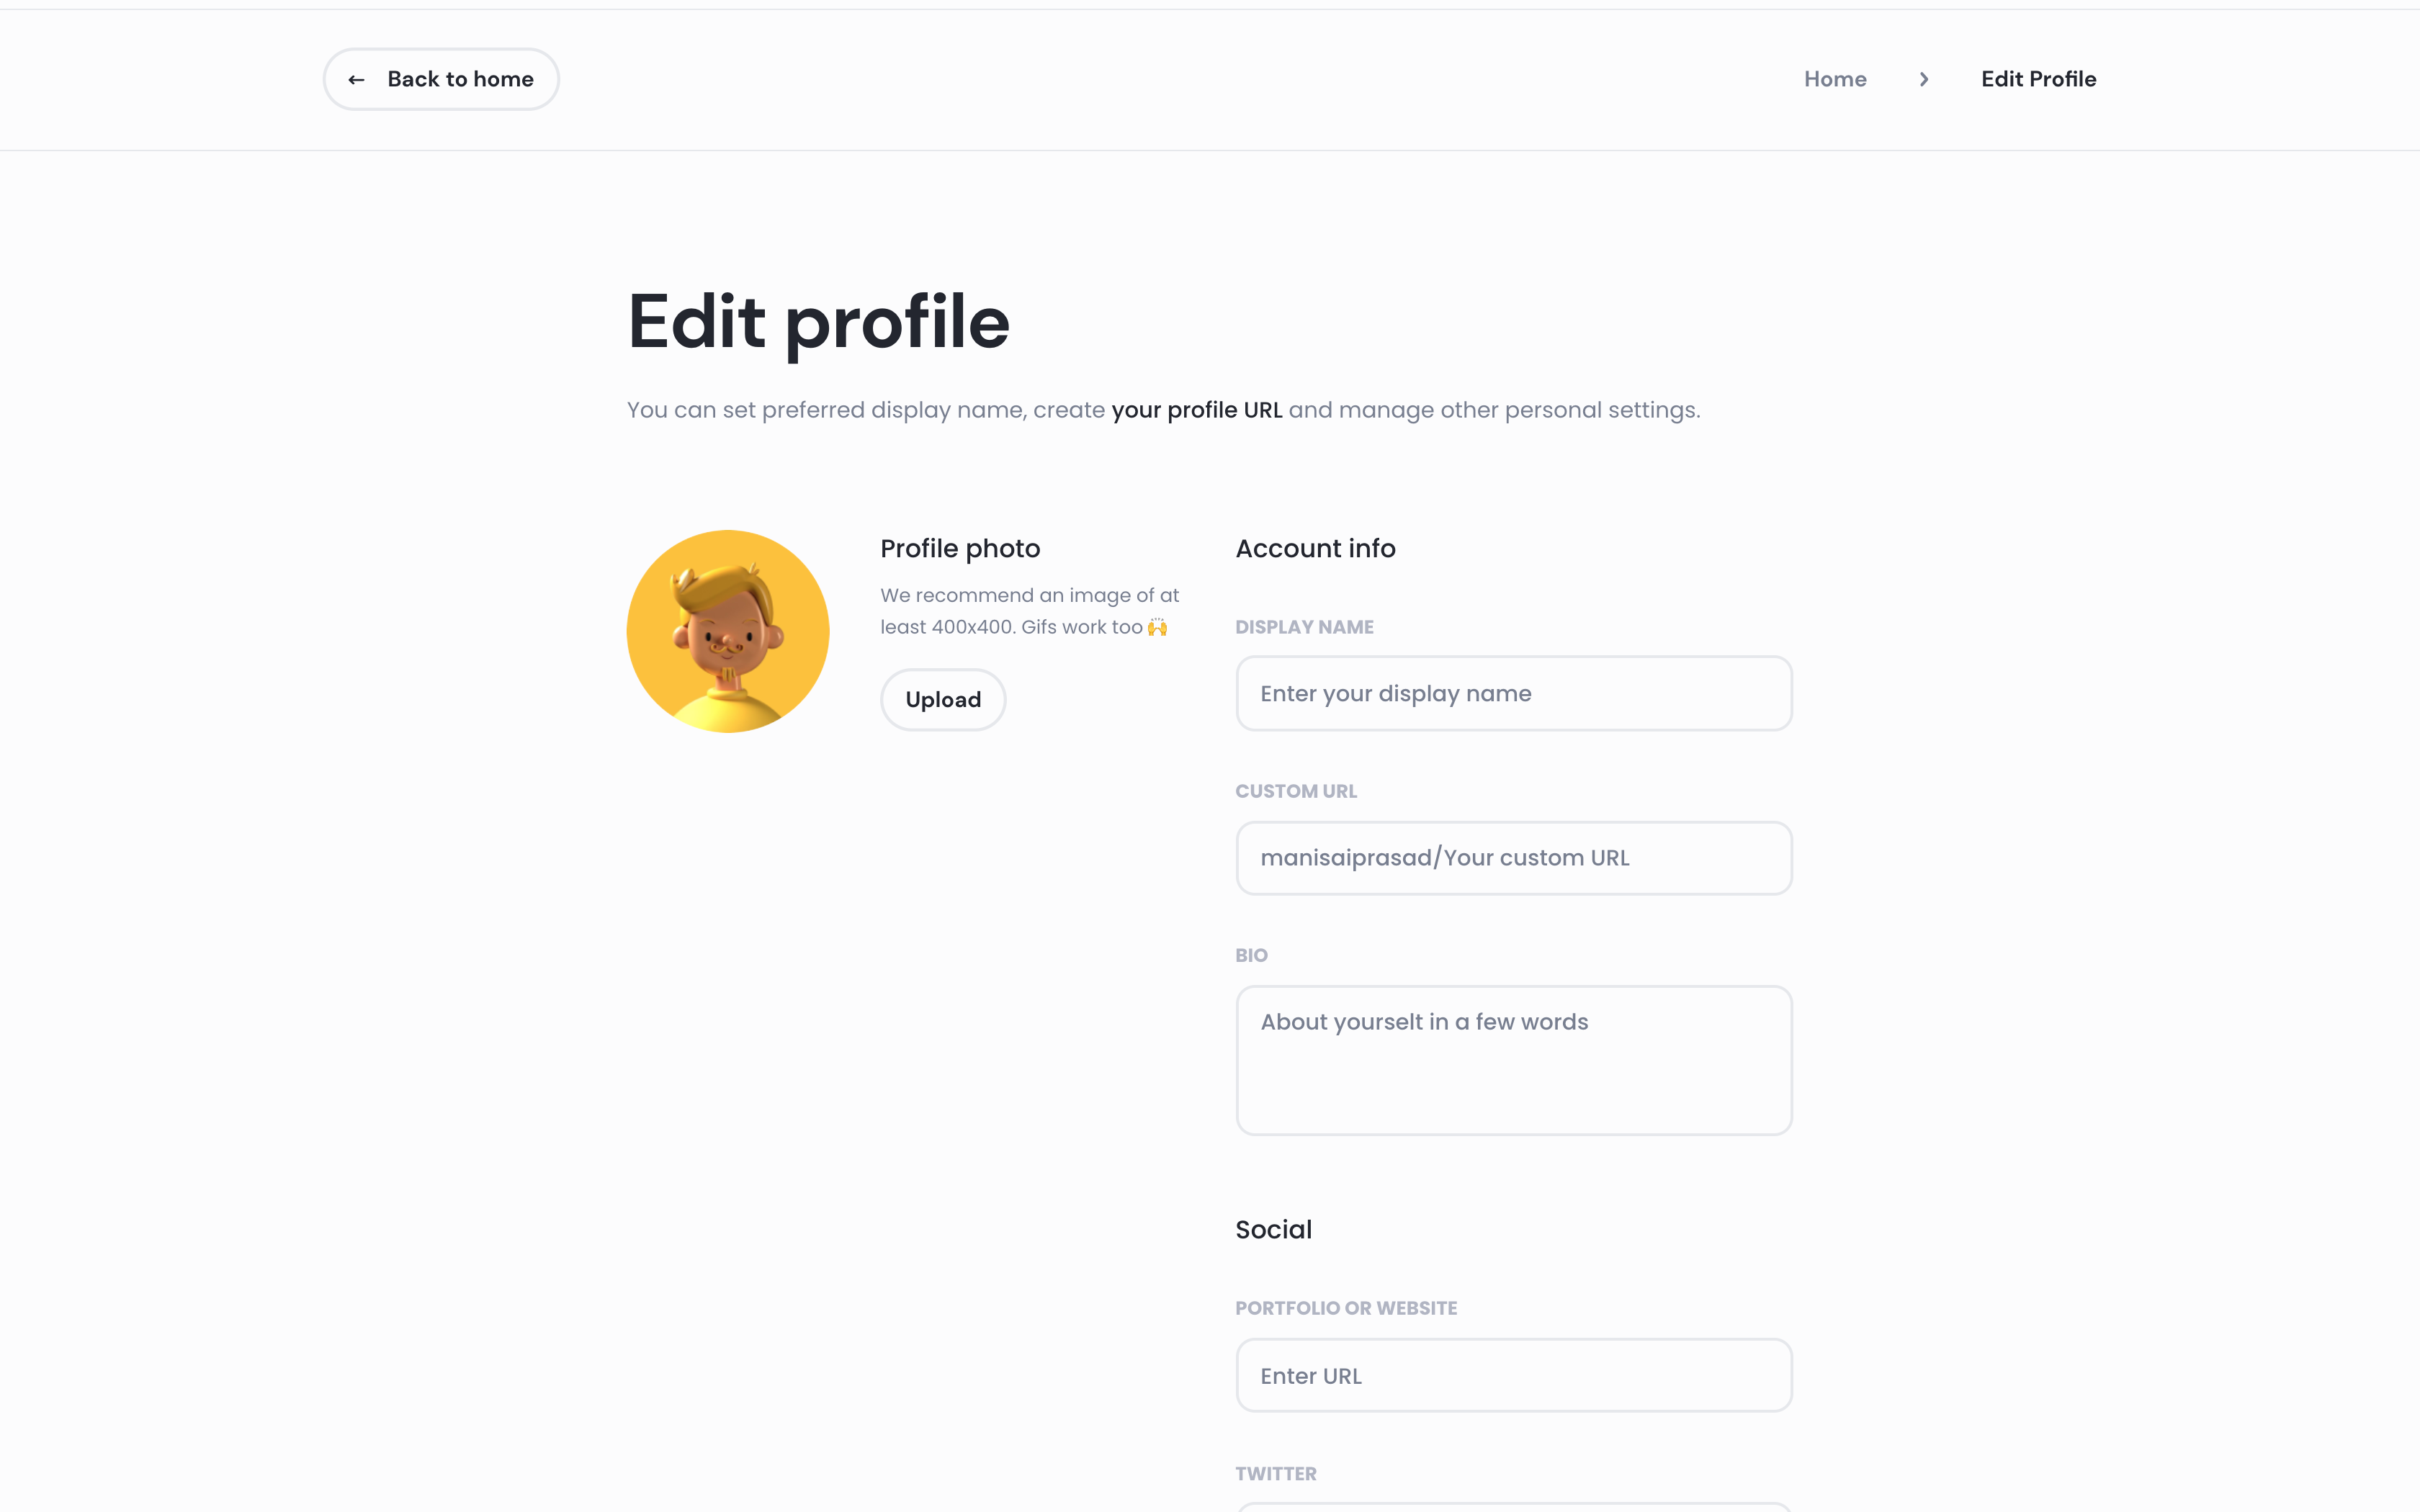 ← Back to home
Home > Edit Profile
Edit profile
You can set preferred display name, create your profile URL and manage other personal settings.
Profile photo
We recommend an image of at
least 400x400. Gifs work too 🙌
Upload
Account info
DISPLAY NAME
Enter your display name
CUSTOM URL
manisaiprasad/Your custom URL
BIO
About yourselt in a few words
Social
PORTFOLIO OR WEBSITE
Enter URL
TWITTER